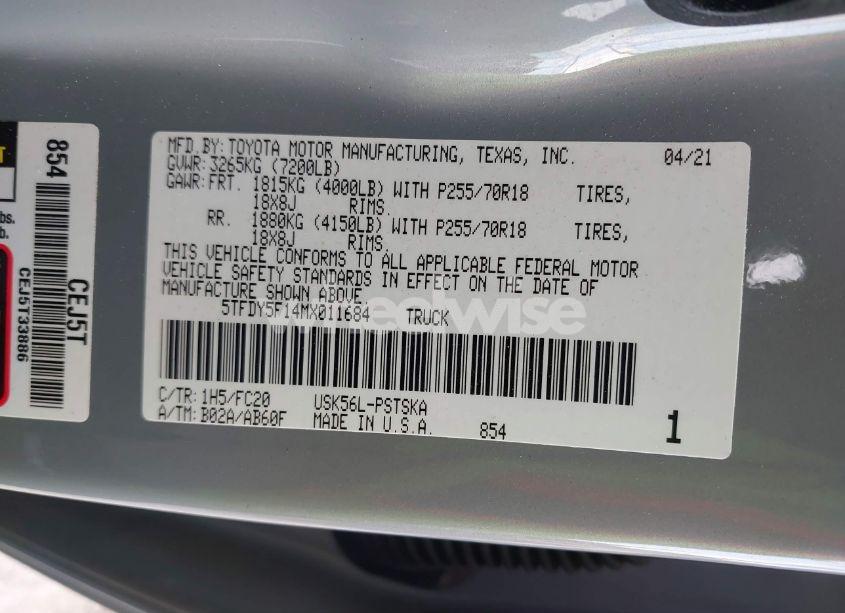 854
CEJ5T
CEJ5T33886
bs.
b.
MFD.BY:TOYOTA MOTOR MANUFACTURING, TEXAS, INC. 04/21
GVWR:3265KG (7200LB)
GAWR:FRT. 1815KG (4000LB) WITH P255/70R18 TIRES,
18X8J RIMS.
RR. 1880KG (4150LB) WITH P255/70R18 TIRES,
18X8J RIMS.
THIS VEHICLE CONFORMS TO ALL APPLICABLE FEDERAL MOTOR
VEHICLE SAFETY STANDARDS IN EFFECT ON THE DATE OF
MANUFACTURE SHOWN ABOVE.
5TFDY5F14MX011684 TRUCK
wheelwise
C/TR:1H5/FC20 USK56L-PSTSKA
A/TM:B02A/AB60F MADE IN U.S.A. 854 1